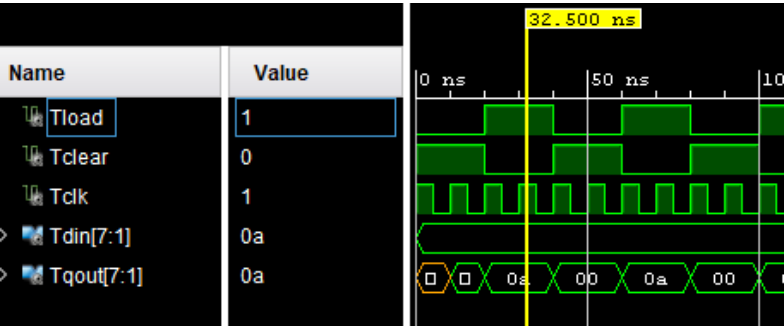 32.500 ns
Name Value
0 ns 50 ns 10
Tload 1
Tclear 0
Tclk 1
Tdin[7:1] 0a
Tqout[7:1] 0a 0a 00 0a 00